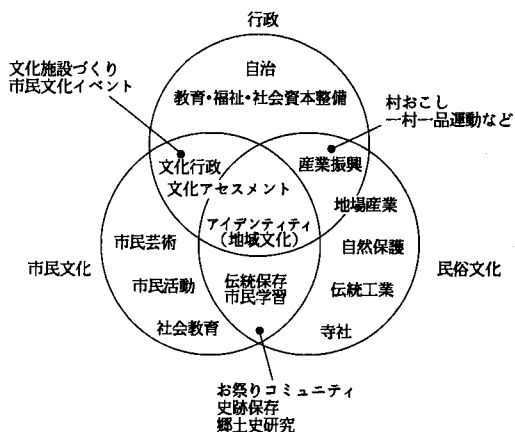 行政
文化施設づくり
市民文化イベント
自治
教育・福祉・社会資本整備
村おこし
一村一品運動など
文化行政
文化アセスメント
産業振興
地場産業
アイデンティティ
(地域文化)
市民芸術
自然保護
市民文化
民俗文化
市民活動
伝統保存
市民学習
伝統工業
社会教育
寺社
お祭りコミュニティ
史跡保存
郷土史研究